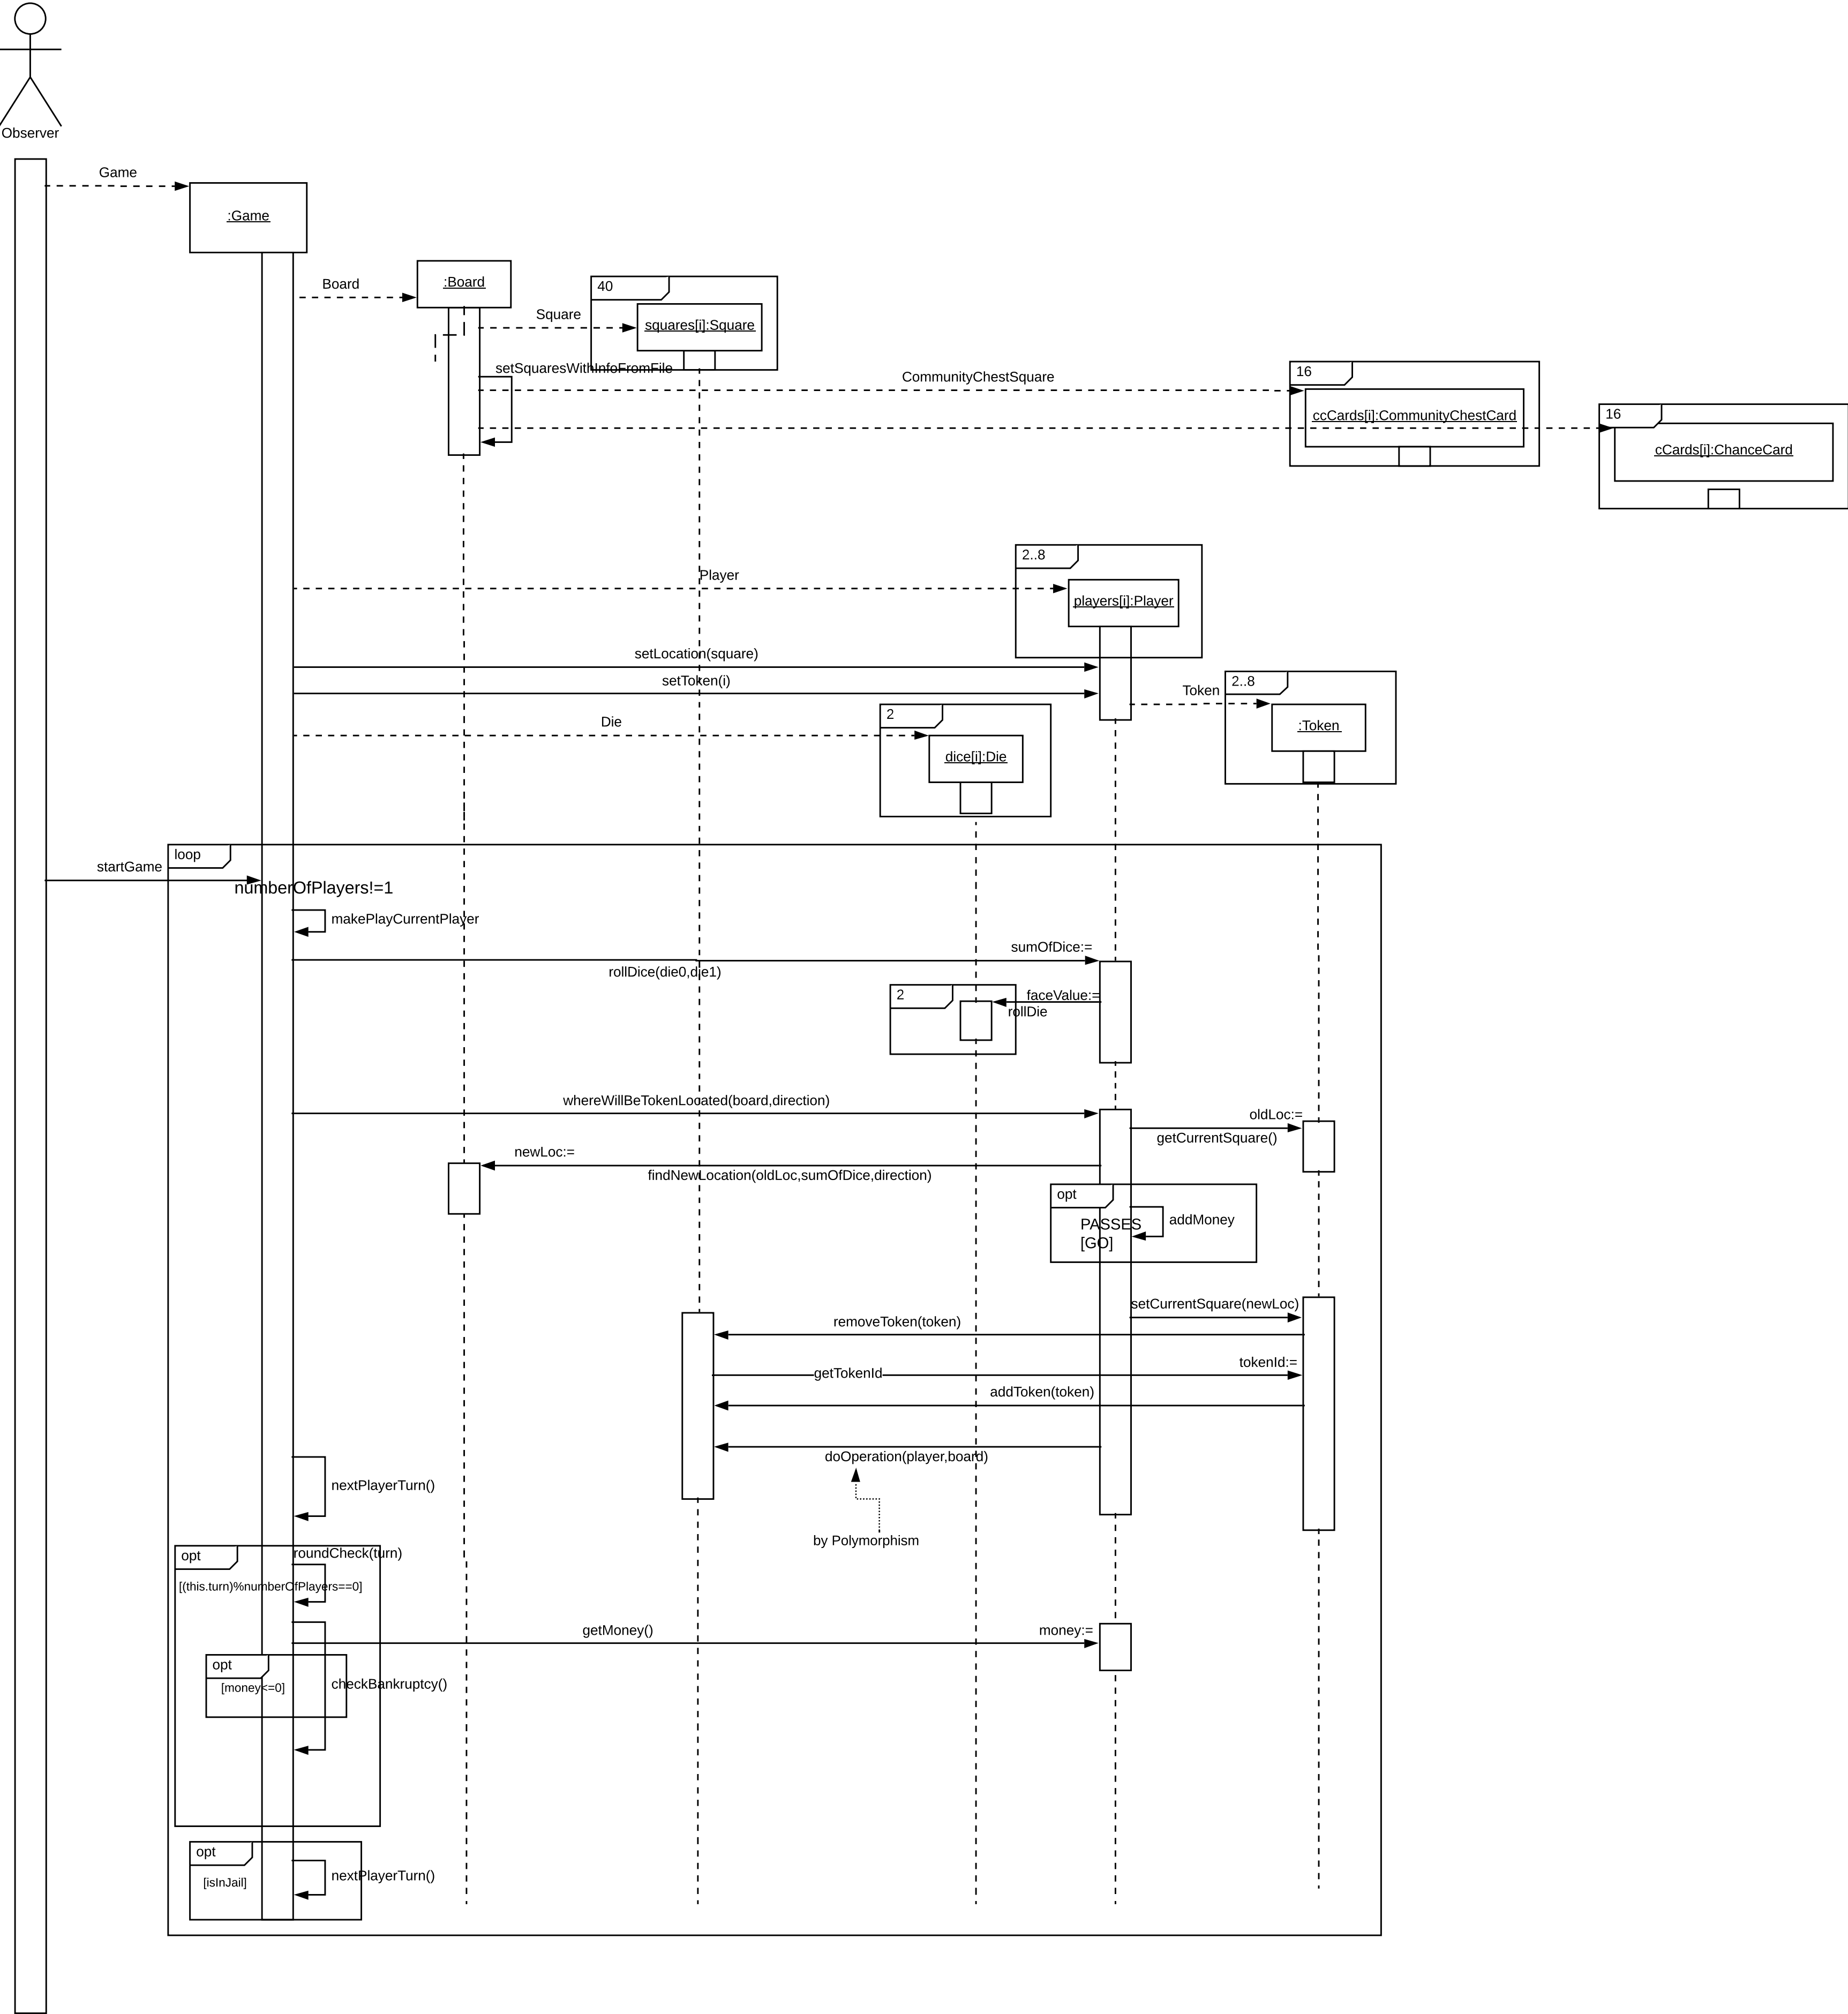 Observer
Game
:Game
Board
:Board
40
Square
squares[i]:Square
setSquaresWithInfoFromFile
CommunityChestSquare
16
ccCards[i]:CommunityChestCard
16
cCards[i]:ChanceCard
2..8
Player
players[i]:Player
setLocation(square)
setToken(i)
2..8
Token
:Token
Die
2
dice[i]:Die
loop
startGame
numberOfPlayers!=1
makePlayCurrentPlayer
sumOfDice:=
rollDice(die0,die1)
2
faceValue:=
rollDie
whereWillBeTokenLocated(board,direction)
oldLoc:=
getCurrentSquare()
newLoc:=
findNewLocation(oldLoc,sumOfDice,direction)
opt
PASSES
[GO]
addMoney
setCurrentSquare(newLoc)
removeToken(token)
tokenId:=
getTokenId
addToken(token)
doOperation(player,board)
nextPlayerTurn()
by Polymorphism
opt
roundCheck(turn)
[(this.turn)%numberOfPlayers==0]
getMoney()
money:=
opt
[money<=0]
checkBankruptcy()
opt
[isInJail]
nextPlayerTurn()